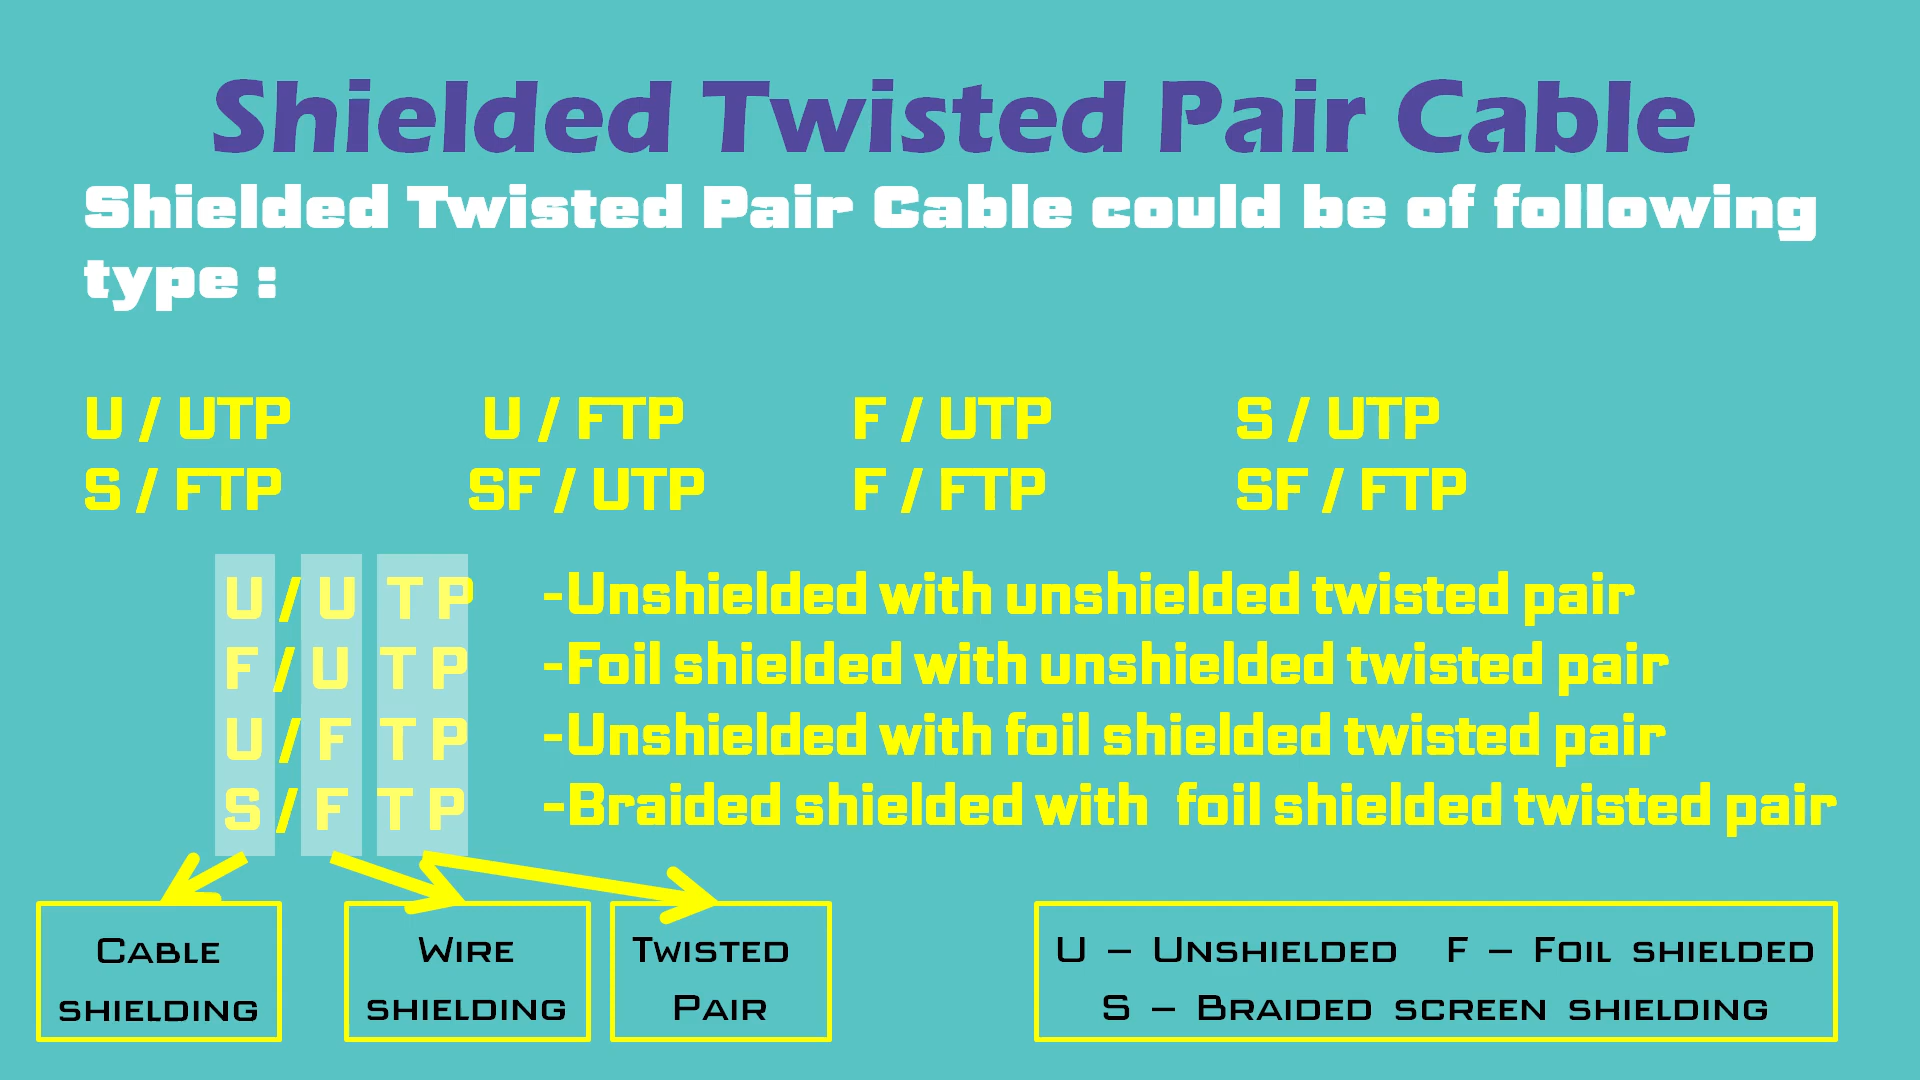 Shielded Twisted Pair Cable
Shielded Twisted Pair Cable could be of following
type :
U / UTP U / FTP F / UTP S / UTP
S / FTP SF / UTP F / FTP SF / FTP
U / U T P -Unshielded with unshielded twisted pair
F / U T P -Foil shielded with unshielded twisted pair
U / F T P -Unshielded with foil shielded twisted pair
S / F T P -Braided shielded with foil shielded twisted pair
Cable
shielding
Wire
shielding
Twisted
Pair
U – Unshielded F – Foil shielded
S – Braided screen shielding